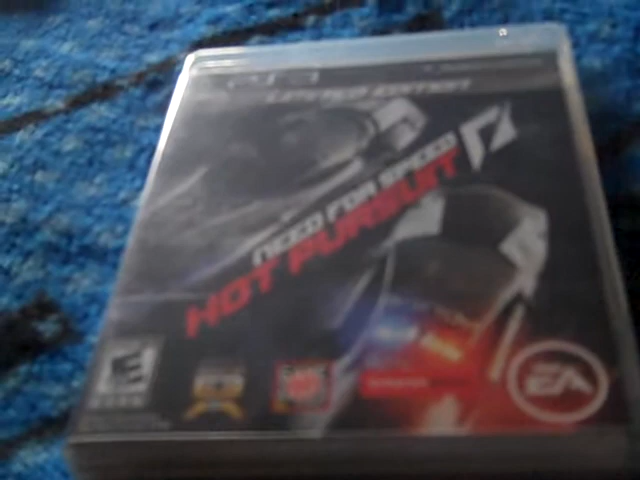 PS3
LIMITED EDITION
NEED FOR SPEED
HOT PURSUIT
E
EA